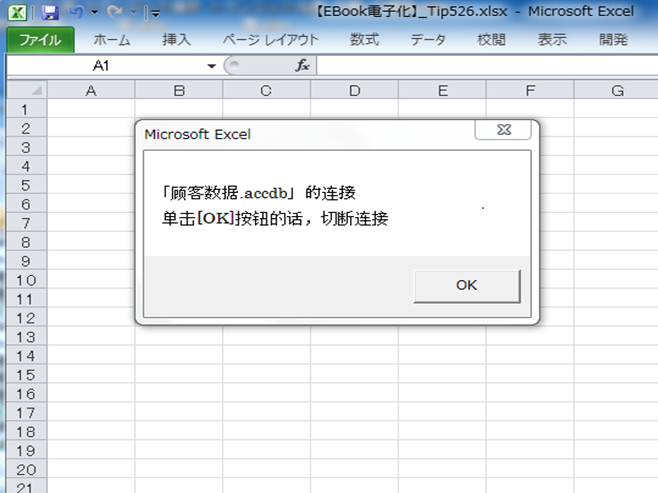 【EBook電子化】_Tip526.xlsx - Microsoft Excel
ファイル ホーム 挿入 ページ レイアウト 数式 データ 校閲 表示 開発
A1 fx
A B C D E F G
1
2
3
4
5
6
7
8
9
10
11
12
13
14
15
16
17
18
19
20
21
Microsoft Excel
「顾客数据.accdb」的连接
单击[OK]按钮的话，切断连接
OK